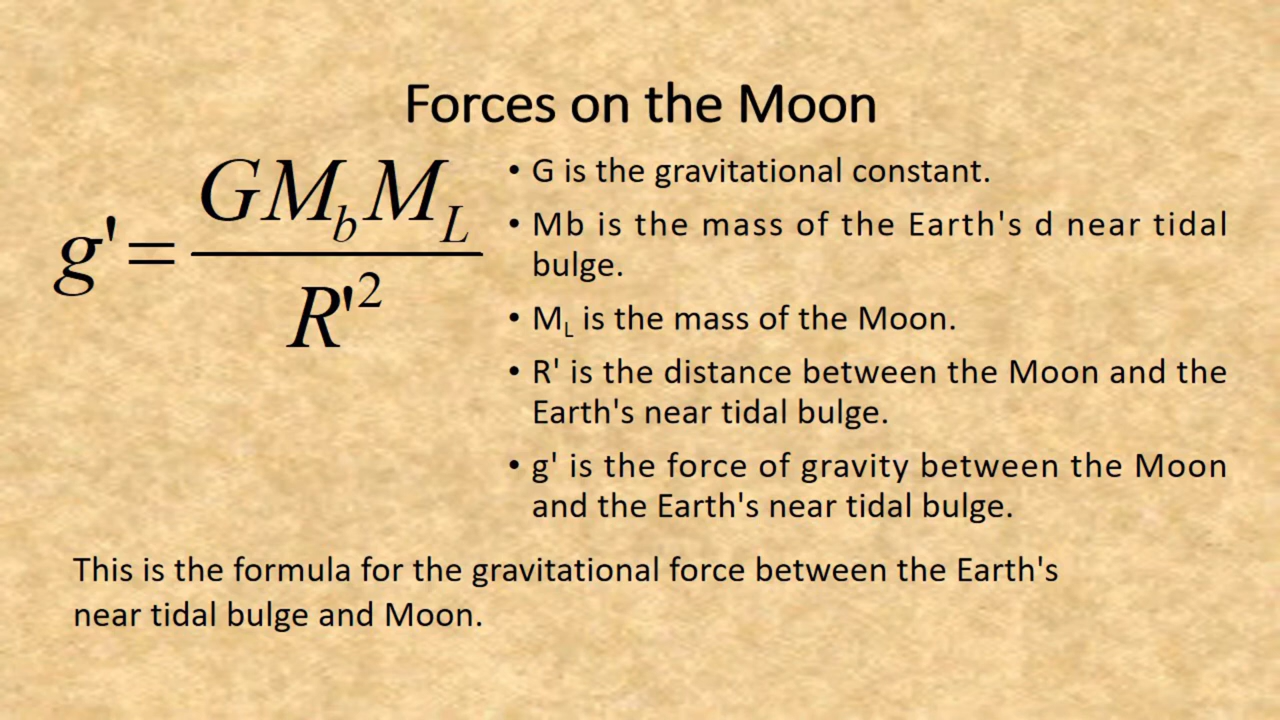 Forces on the Moon
g' = GM_bM_L / R'^2
• G is the gravitational constant.
• Mb is the mass of the Earth's d near tidal
bulge.
• M_L is the mass of the Moon.
• R' is the distance between the Moon and the
Earth's near tidal bulge.
• g' is the force of gravity between the Moon
and the Earth's near tidal bulge.
This is the formula for the gravitational force between the Earth's
near tidal bulge and Moon.